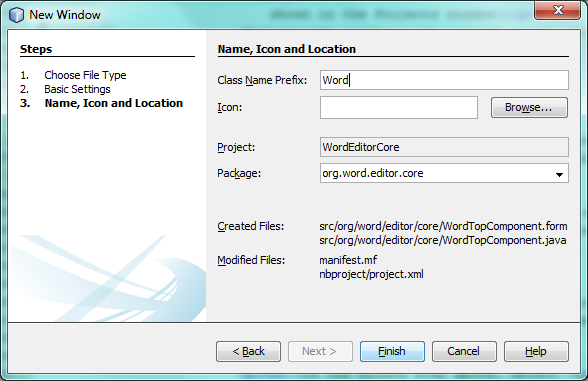 New Window
Steps
1. Choose File Type
2. Basic Settings
3. Name, Icon and Location
Name, Icon and Location
Class Name Prefix: Word
Icon: Browse...
Project: WordEditorCore
Package: org.word.editor.core
Created Files: src/org/word/editor/core/WordTopComponent.form
src/org/word/editor/core/WordTopComponent.java
Modified Files: manifest.mf
nbproject/project.xml
< Back Next > Finish Cancel Help